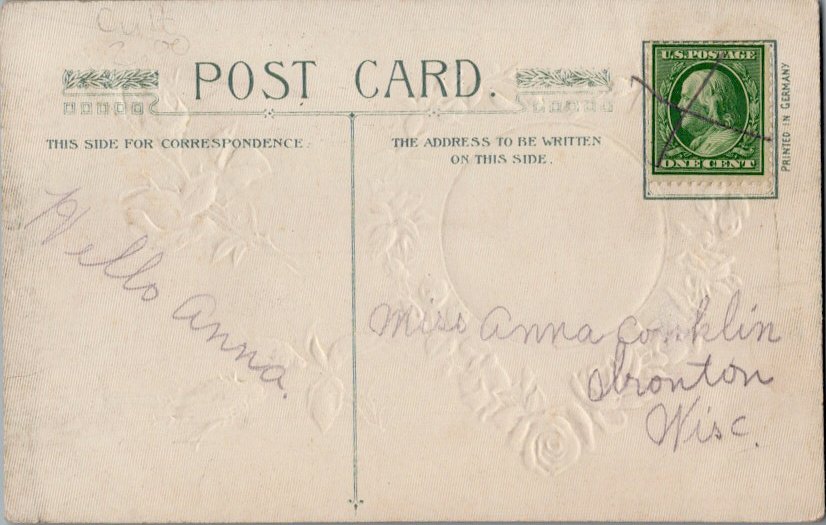 Cult
3.00
POST CARD.
U.S. POSTAGE
ONE CENT
PRINTED IN GERMANY
THIS SIDE FOR CORRESPONDENCE.
THE ADDRESS TO BE WRITTEN
ON THIS SIDE.
Hello Anna.
Miss Anna Conklin
Ironton
Wisc.